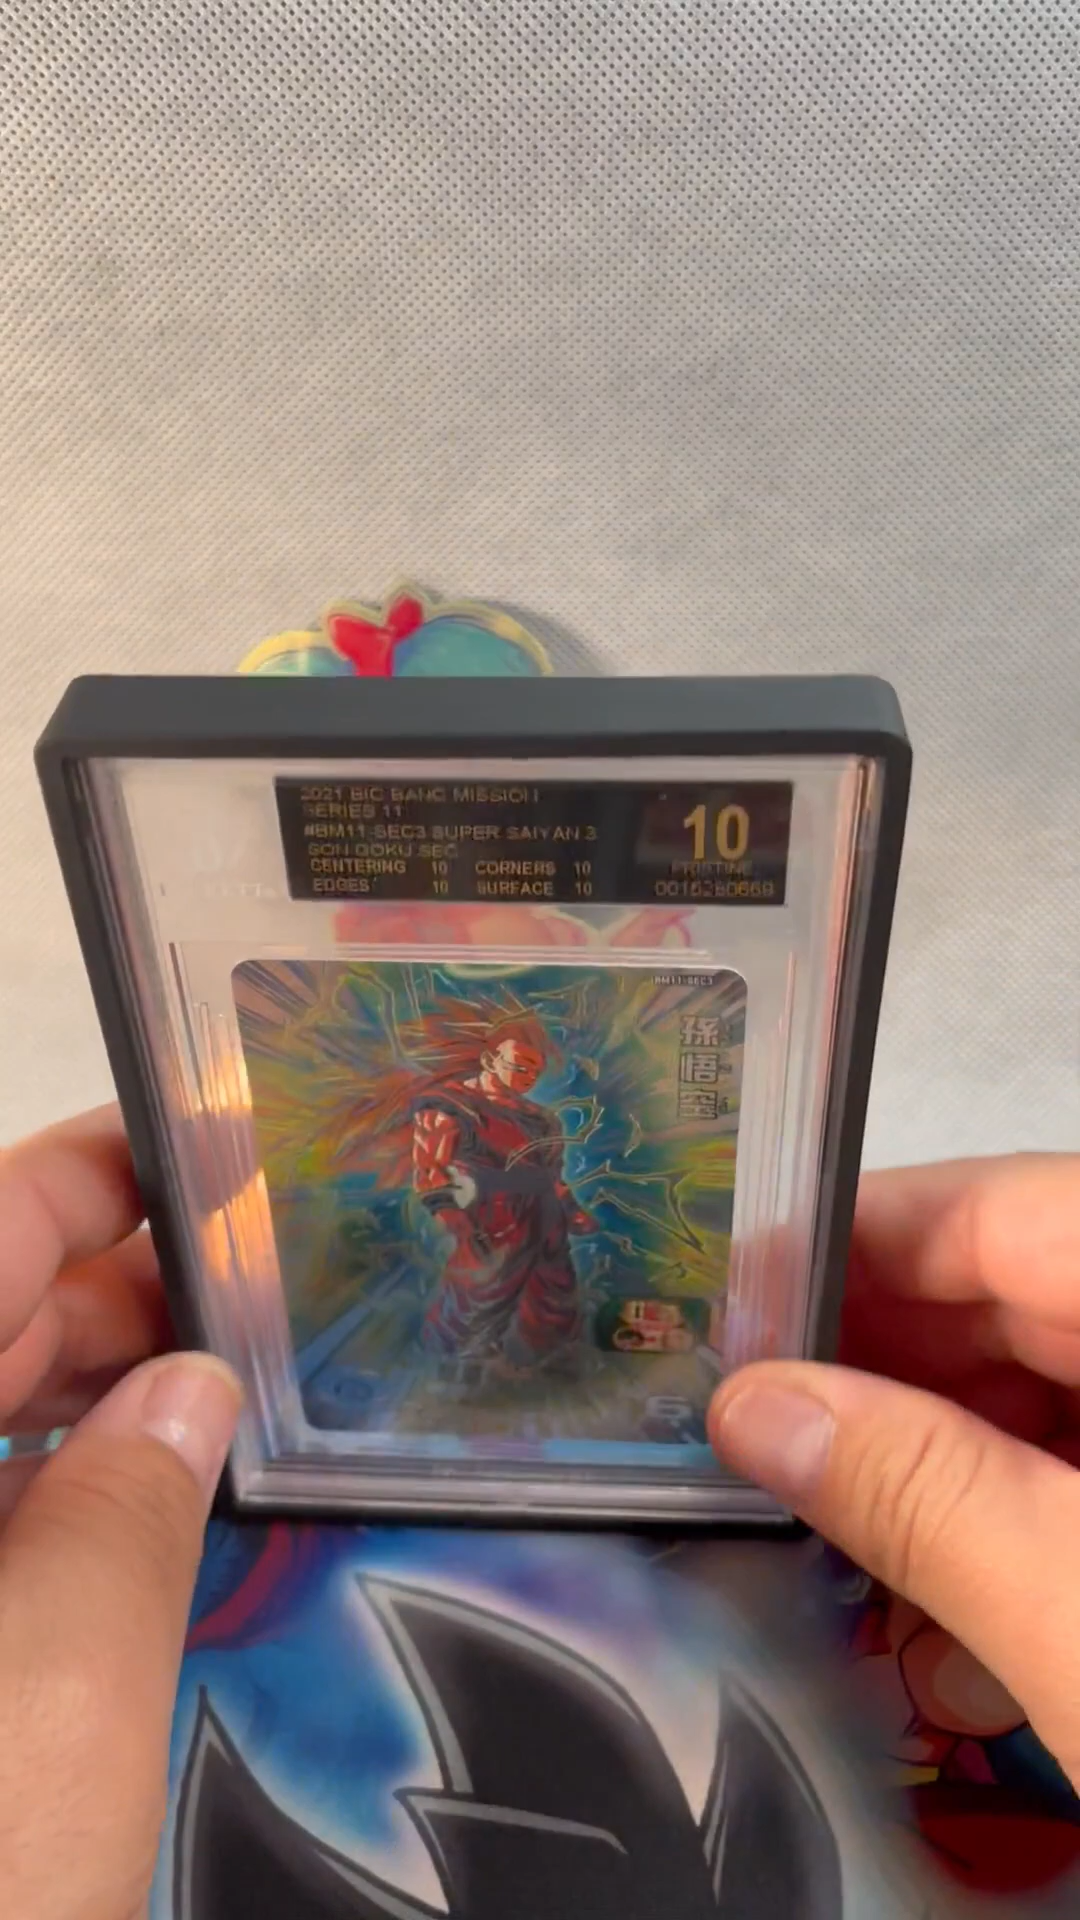 2021 BIG BANG MISSION
SERIES 11
#BM11-SEC3 SUPER SAIYAN 3
SON GOKU SEC
CENTERING 10 CORNERS 10
EDGES 10 SURFACE 10
10
PRISTINE
0015280669
BM11-SEC3
孫悟空